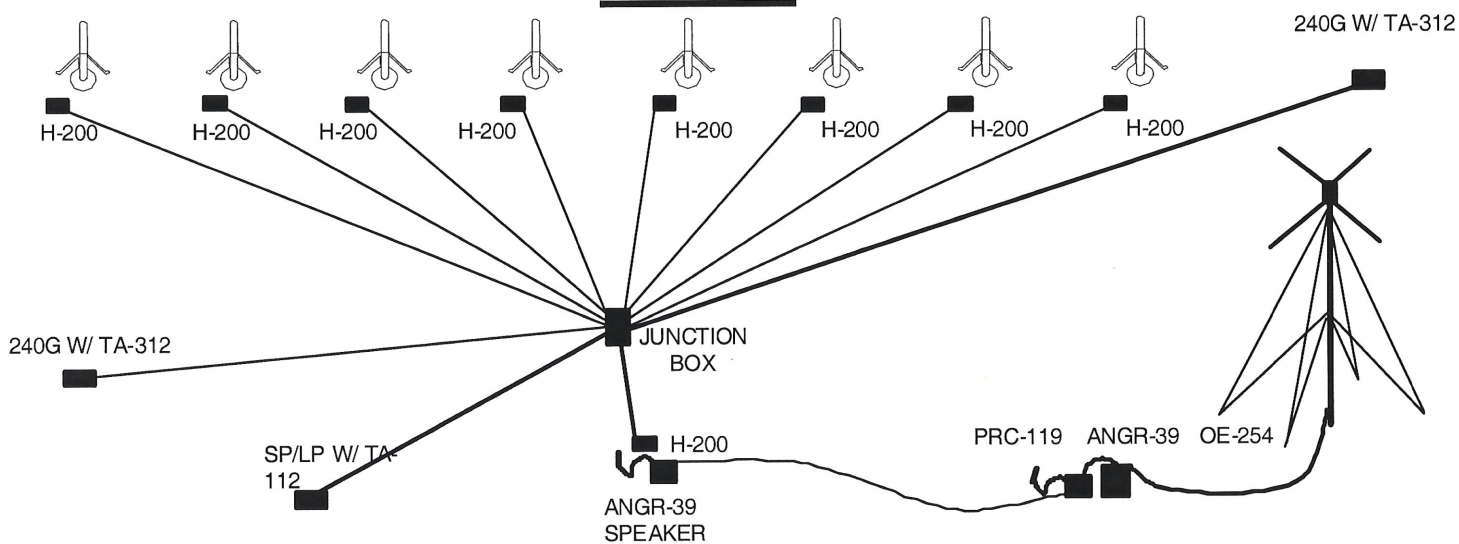 240G W/ TA-312
H-200
H-200
H-200
H-200
H-200
H-200
H-200
H-200
240G W/ TA-312
JUNCTION
BOX
SP/LP W/ TA-
112
H-200
ANGR-39
SPEAKER
PRC-119
ANGR-39
OE-254